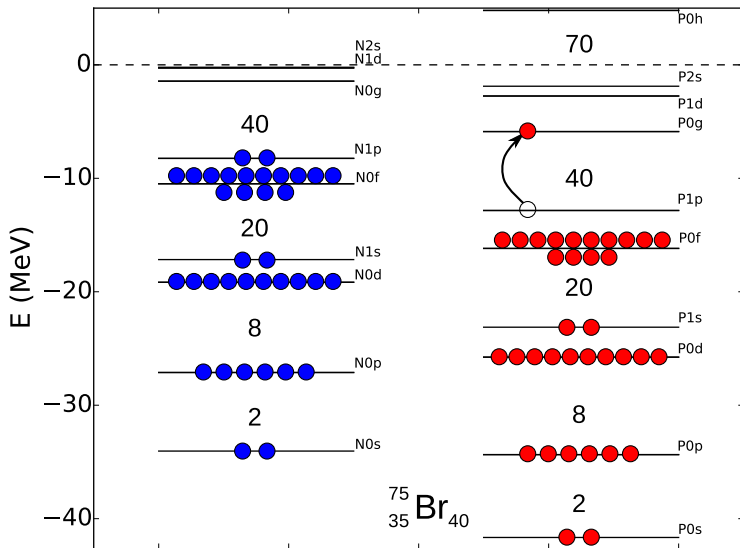 E (MeV)
0
−10
−20
−30
−40
N2s
N1d
N0g
40
N1p
N0f
20
N1s
N0d
8
N0p
2
N0s
P0h
70
P2s
P1d
P0g
40
P1p
P0f
20
P1s
P0d
8
P0p
2
P0s
75
35 Br 40